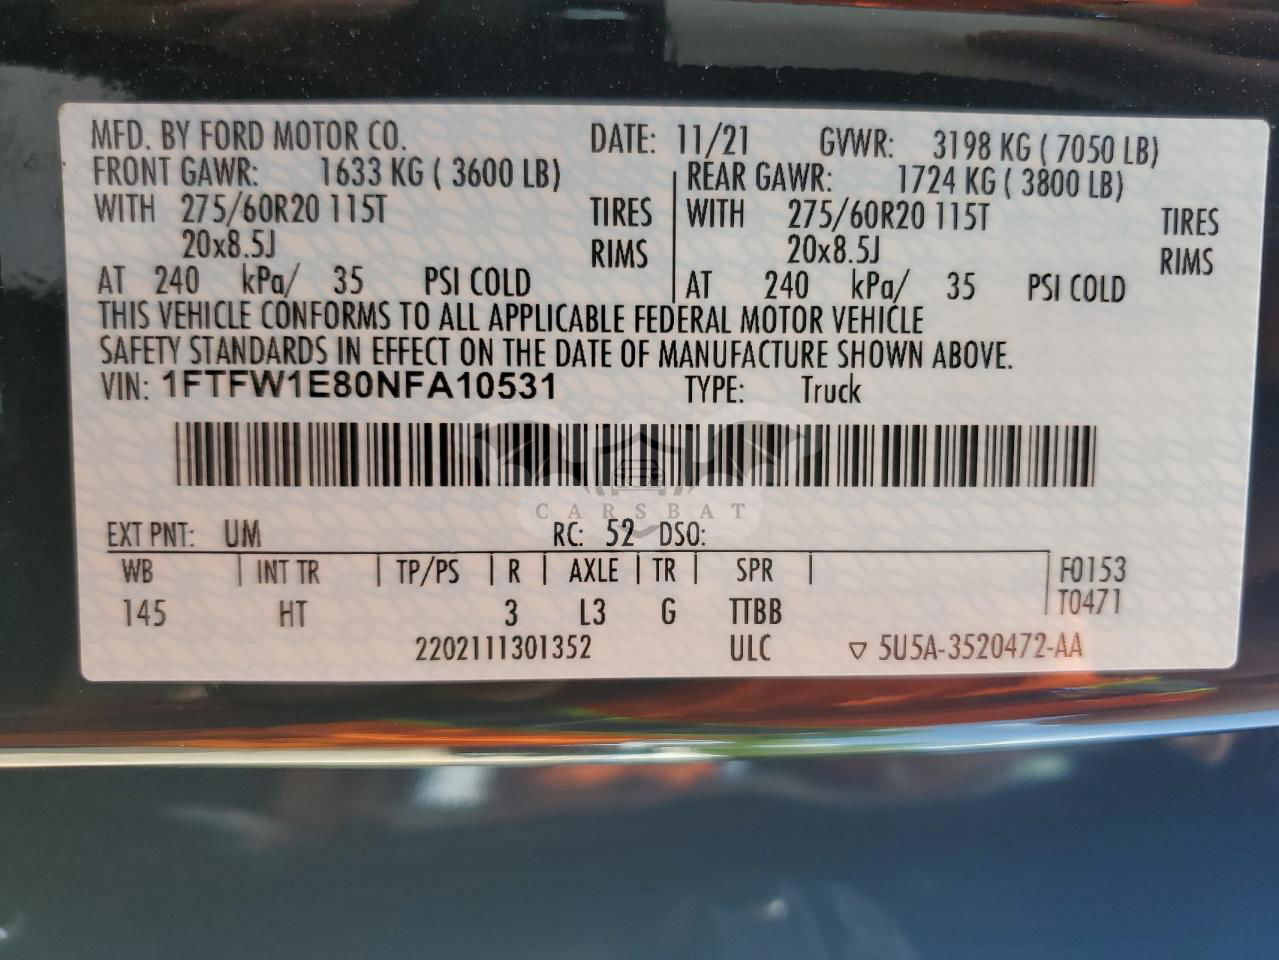 MFD. BY FORD MOTOR CO. DATE: 11/21 GVWR: 3198 KG ( 7050 LB)
FRONT GAWR: 1633 KG ( 3600 LB) REAR GAWR: 1724 KG ( 3800 LB)
WITH 275/60R20 115T TIRES WITH 275/60R20 115T TIRES
20x8.5J RIMS 20x8.5J RIMS
AT 240 kPa/ 35 PSI COLD AT 240 kPa/ 35 PSI COLD
THIS VEHICLE CONFORMS TO ALL APPLICABLE FEDERAL MOTOR VEHICLE
SAFETY STANDARDS IN EFFECT ON THE DATE OF MANUFACTURE SHOWN ABOVE.
VIN: 1FTFW1E80NFA10531 TYPE: Truck
CARSBAT
EXT PNT: UM RC: 52 DSO:
WB INT TR TP/PS R AXLE TR SPR F0153
145 HT 3 L3 G TTBB T0471
2202111301352 ULC ▽ 5U5A-3520472-AA